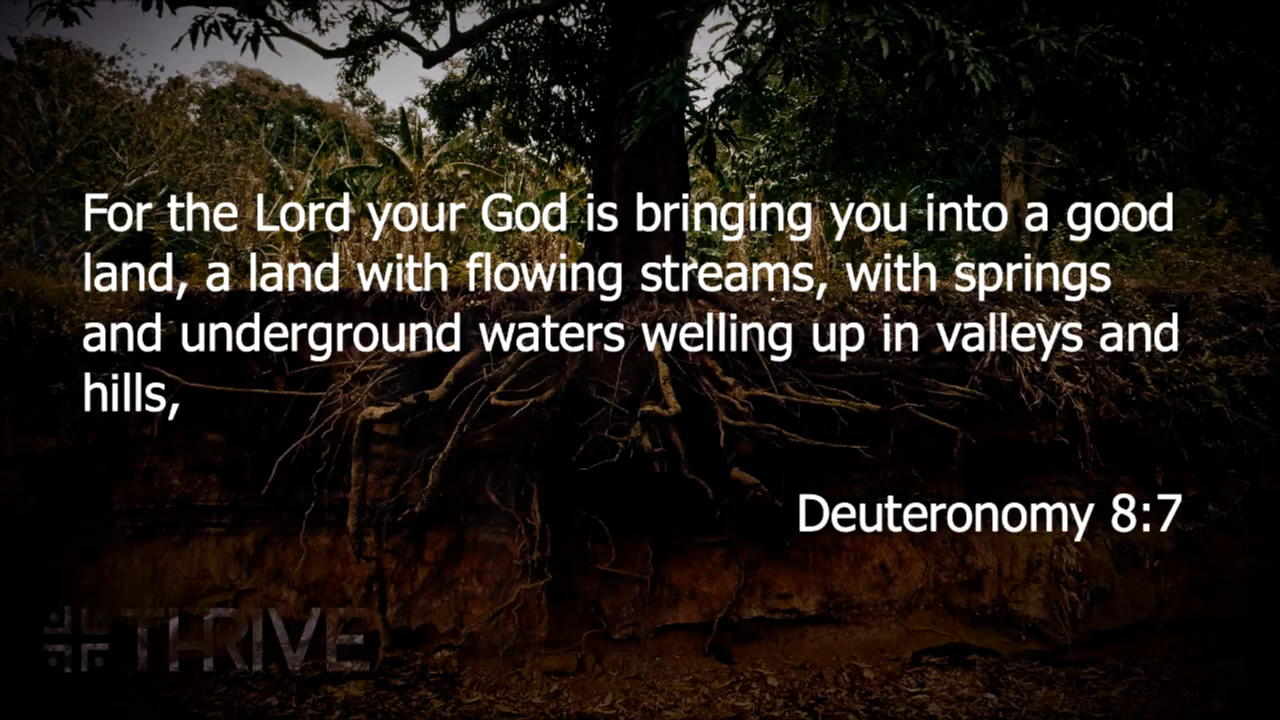 For the Lord your God is bringing you into a good
land, a land with flowing streams, with springs
and underground waters welling up in valleys and
hills,
Deuteronomy 8:7
THRIVE